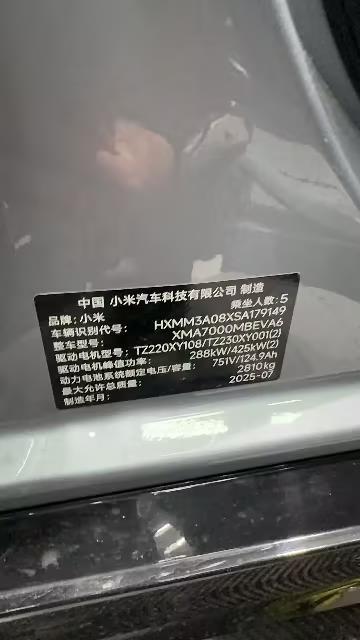 中国 小米汽车科技有限公司 制造
品牌：小米 乘坐人数：5
车辆识别代号： HXMM3A08XSA179149
整车型号： XMA7000MBEVA6
驱动电机型号： TZ220XY108/TZ230XY001(2)
驱动电机峰值功率： 288kW/425kW(2)
动力电池系统额定电压/容量： 751V/124.9Ah
最大允许总质量： 2810kg
制造年月： 2025-07